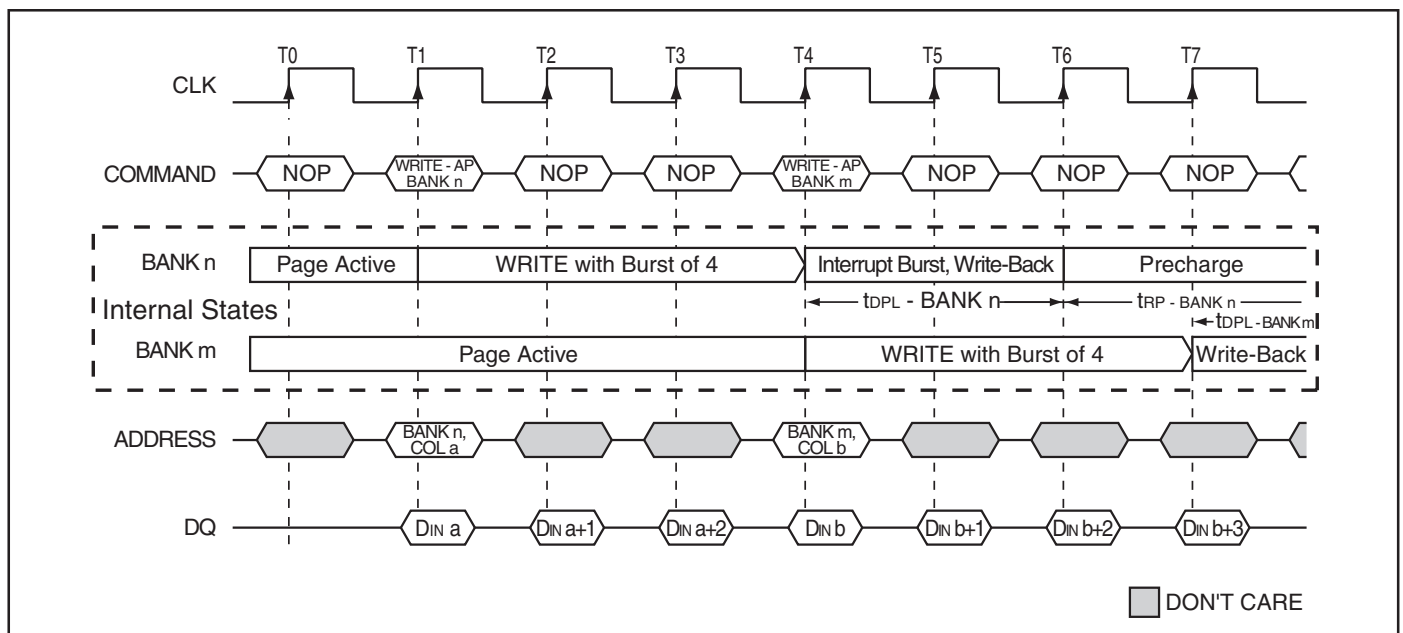 T0 T1 T2 T3 T4 T5 T6 T7
CLK
COMMAND NOP WRITE - AP BANK n NOP NOP WRITE - AP BANK m NOP NOP NOP
BANK n Page Active WRITE with Burst of 4 Interrupt Burst, Write-Back Precharge
Internal States tDPL - BANK n tRP - BANK n
tDPL - BANK m
BANK m Page Active WRITE with Burst of 4 Write-Back
ADDRESS BANK n, COL a BANK m, COL b
DQ DIN a DIN a+1 DIN a+2 DIN b DIN b+1 DIN b+2 DIN b+3
DON'T CARE